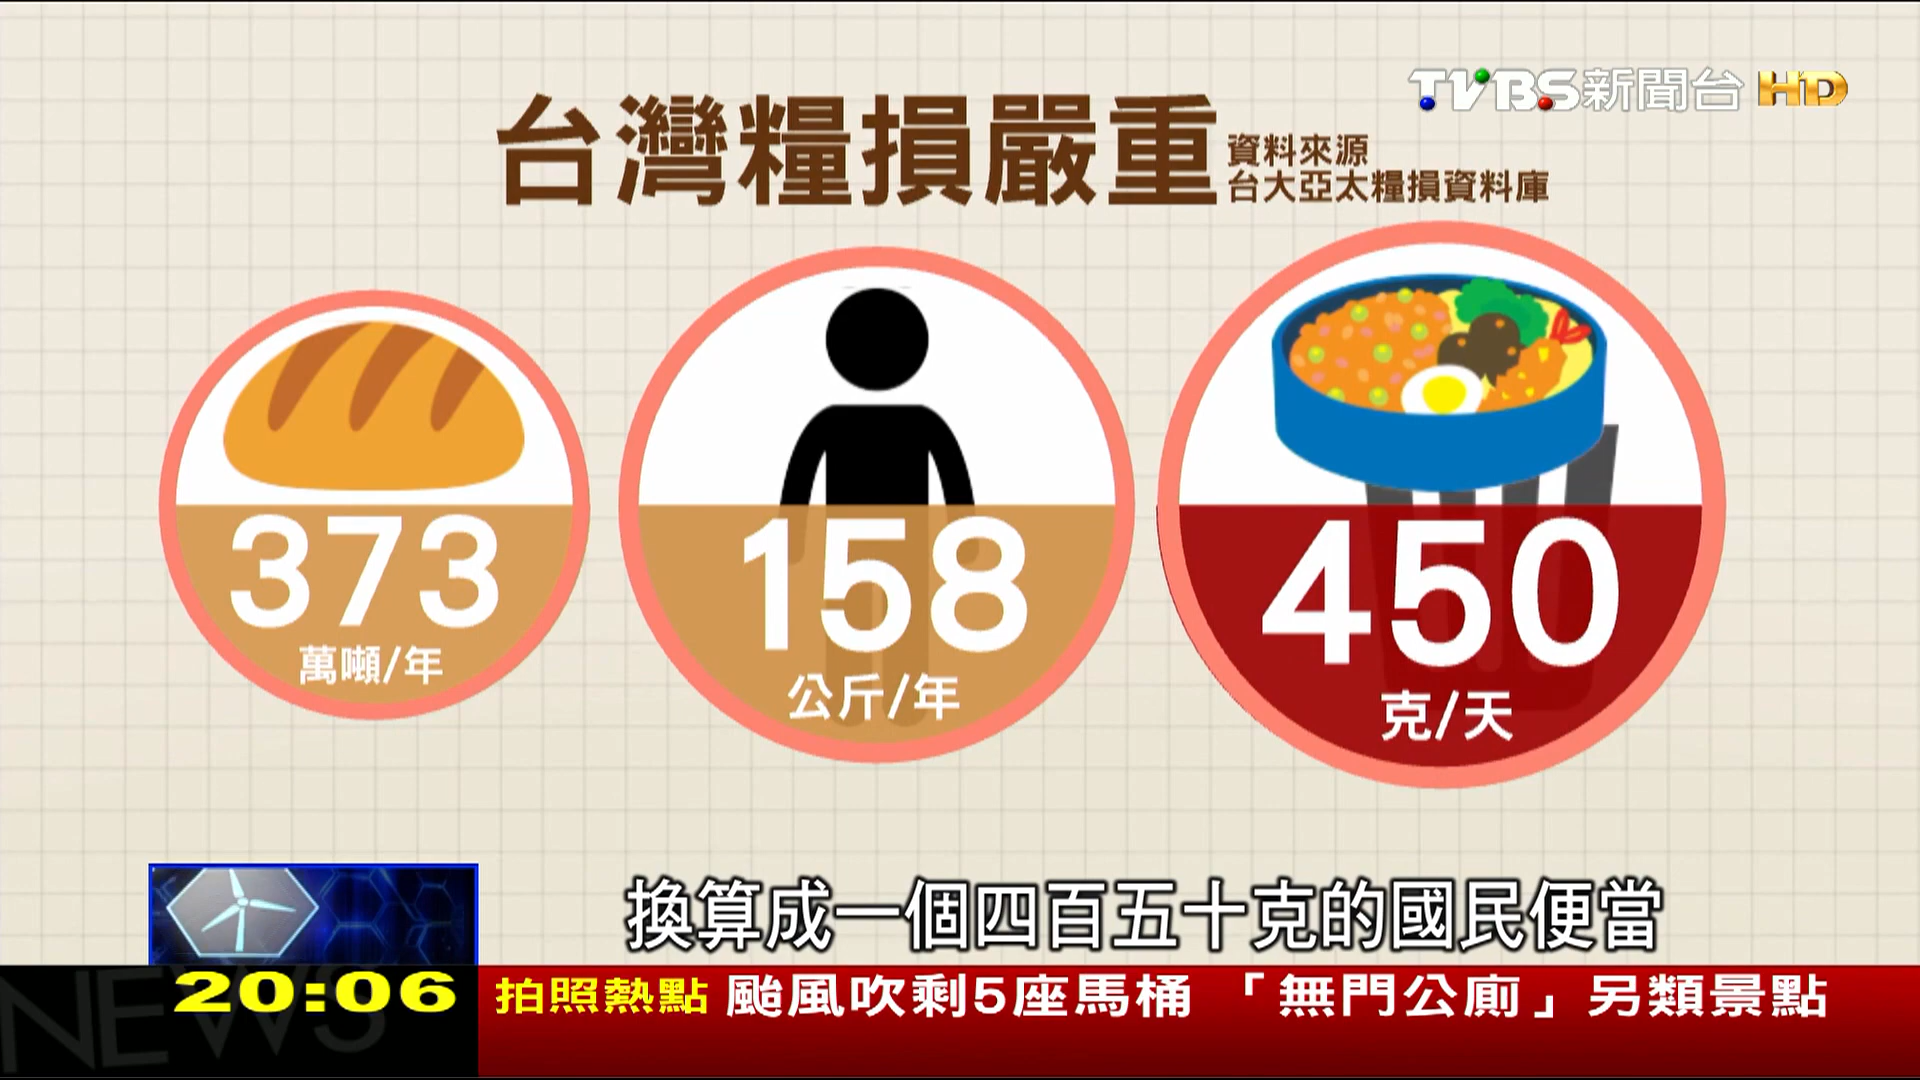 TVBS新聞台 HD
台灣糧損嚴重
資料來源
台大亞太糧損資料庫
373
萬噸/年
158
公斤/年
450
克/天
換算成一個四百五十克的國民便當
NEWS
20:06
拍照熱點 颱風吹剩5座馬桶 「無門公廁」另類景點